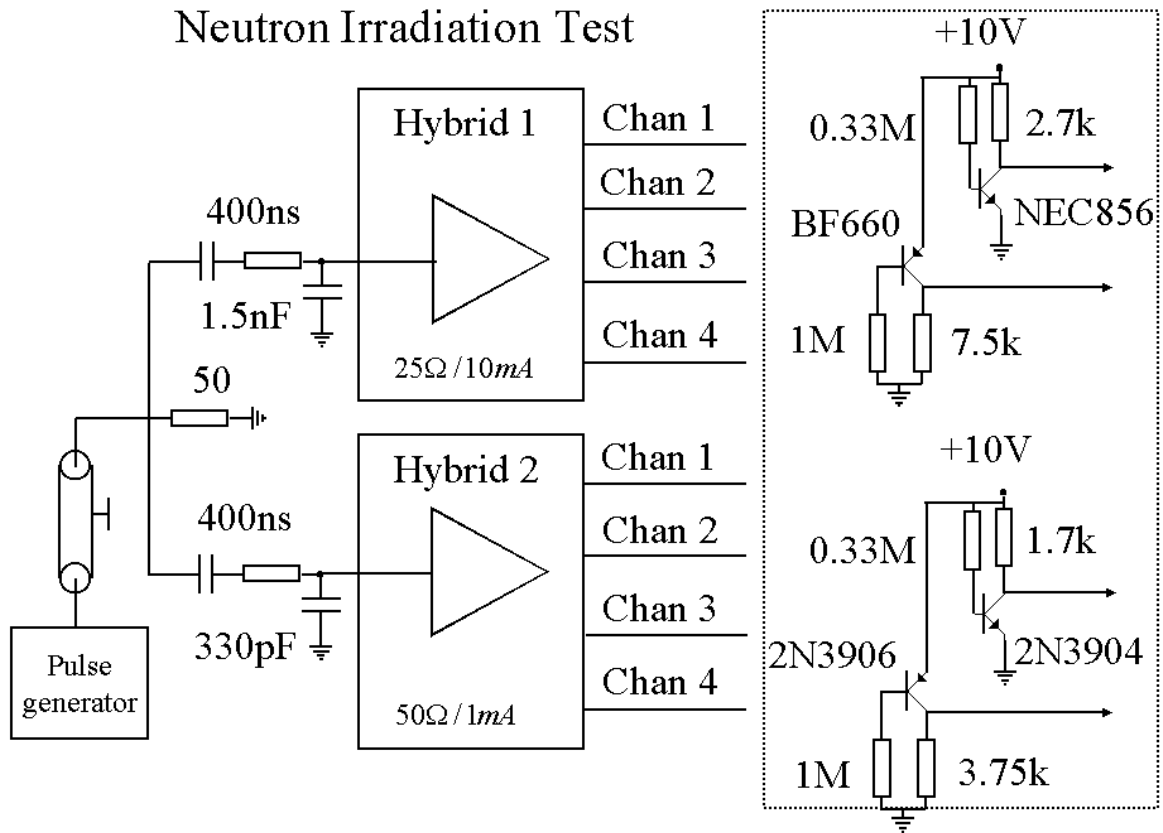 Neutron Irradiation Test
Hybrid 1
400ns
1.5nF
25Ω /10mA
Chan 1
Chan 2
Chan 3
Chan 4
50
Hybrid 2
400ns
330pF
50Ω /1mA
Chan 1
Chan 2
Chan 3
Chan 4
Pulse
generator
+10V
0.33M
2.7k
NEC856
BF660
1M
7.5k
+10V
0.33M
1.7k
2N3906
2N3904
1M
3.75k